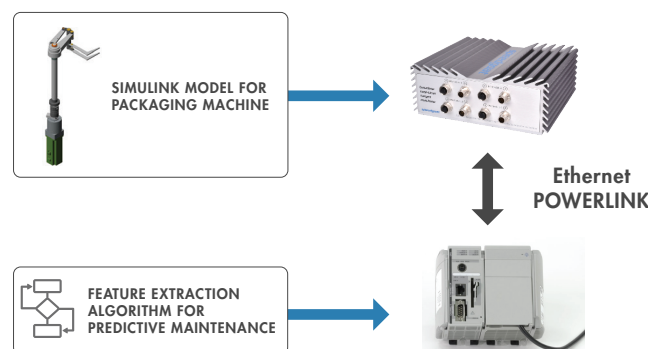 SIMULINK MODEL FOR
PACKAGING MACHINE
Ethernet
POWERLINK
FEATURE EXTRACTION
ALGORITHM FOR
PREDICTIVE MAINTENANCE